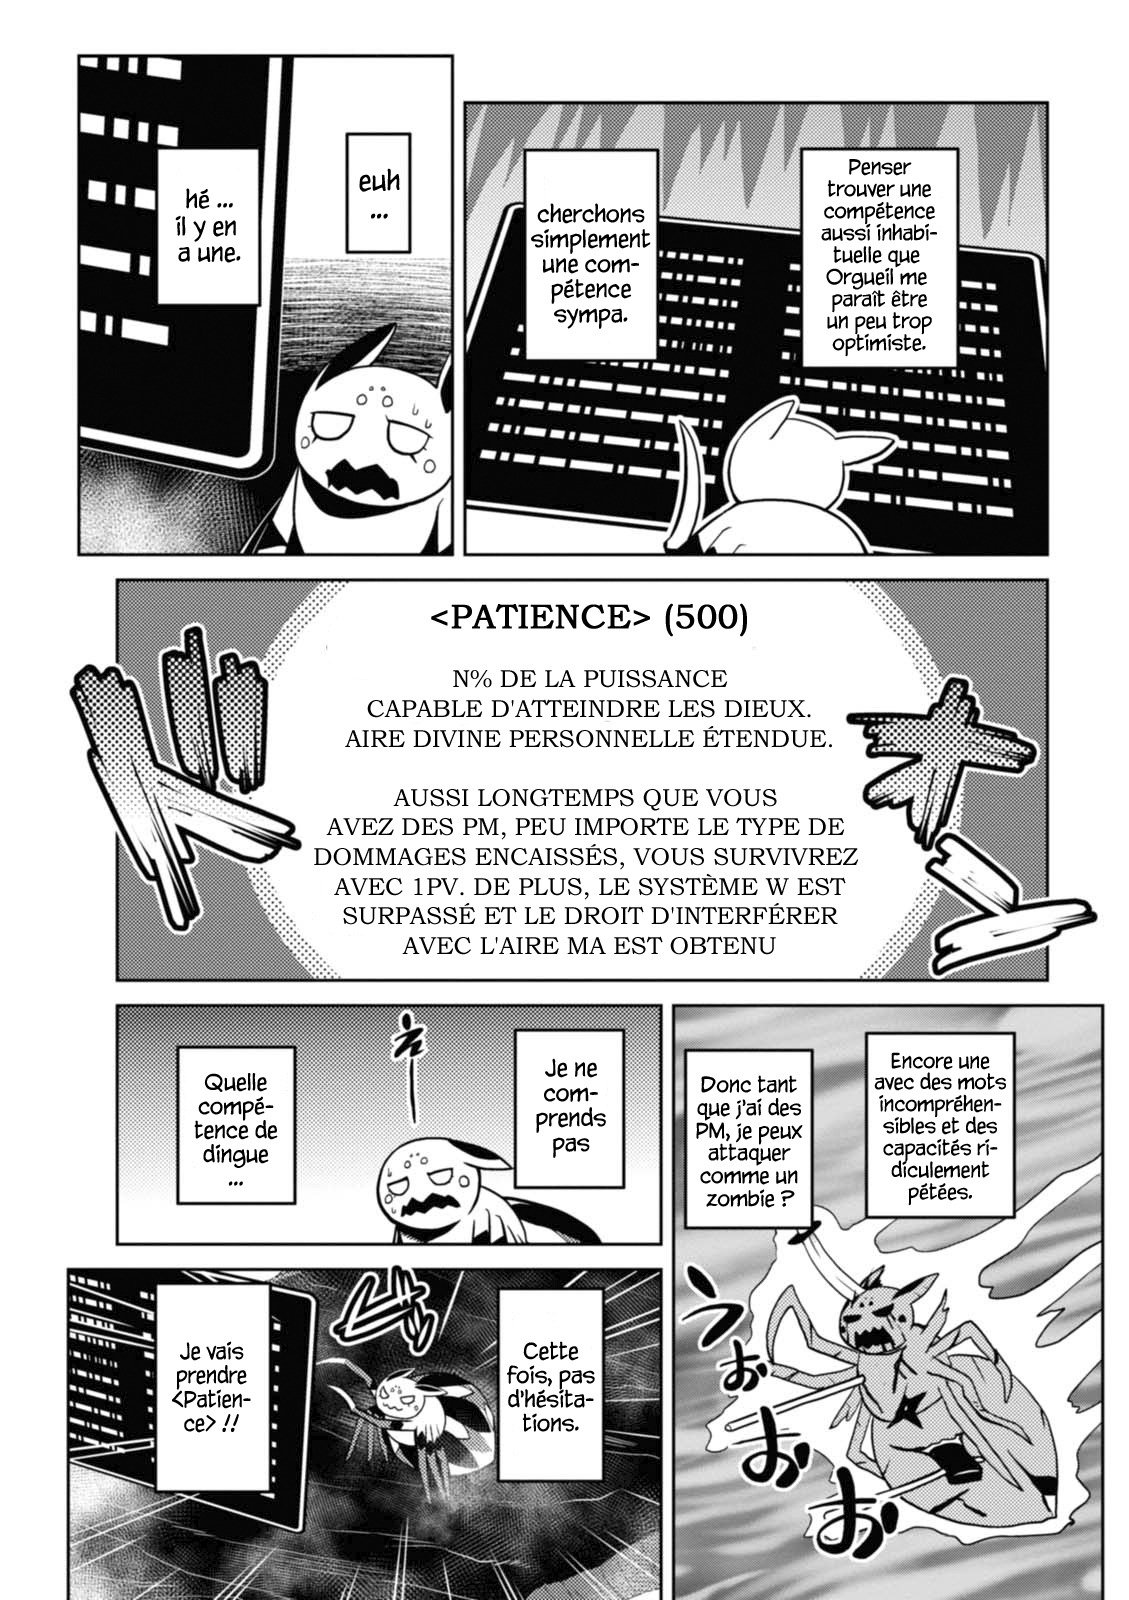 Penser
trouver une
compétence
aussi inhabi-
tuelle que
Orgueil me
paraît être
un peu trop
optimiste.
cherchons
simplement
une com-
pétence
sympa.
euh
...
hé ...
il y en
a une.
<PATIENCE> (500)
N% DE LA PUISSANCE
CAPABLE D'ATTEINDRE LES DIEUX.
AIRE DIVINE PERSONNELLE ÉTENDUE.
AUSSI LONGTEMPS QUE VOUS
AVEZ DES PM, PEU IMPORTE LE TYPE DE
DOMMAGES ENCAISSÉS, VOUS SURVIVREZ
AVEC 1PV. DE PLUS, LE SYSTÈME W EST
SURPASSÉ ET LE DROIT D'INTERFÉRER
AVEC L'AIRE MA EST OBTENU
Encore une
avec des mots
incompréhen-
sibles et des
capacités ri-
diculement
pétées.
Donc tant
que j'ai des
PM, je peux
attaquer
comme un
zombie ?
うおおお
Je ne
com-
prends
pas
え
Quelle
compé-
tence de
dingue
...
Cette
fois, pas
d'hésita-
tions.
Je vais
prendre
<Patien-
ce> !!